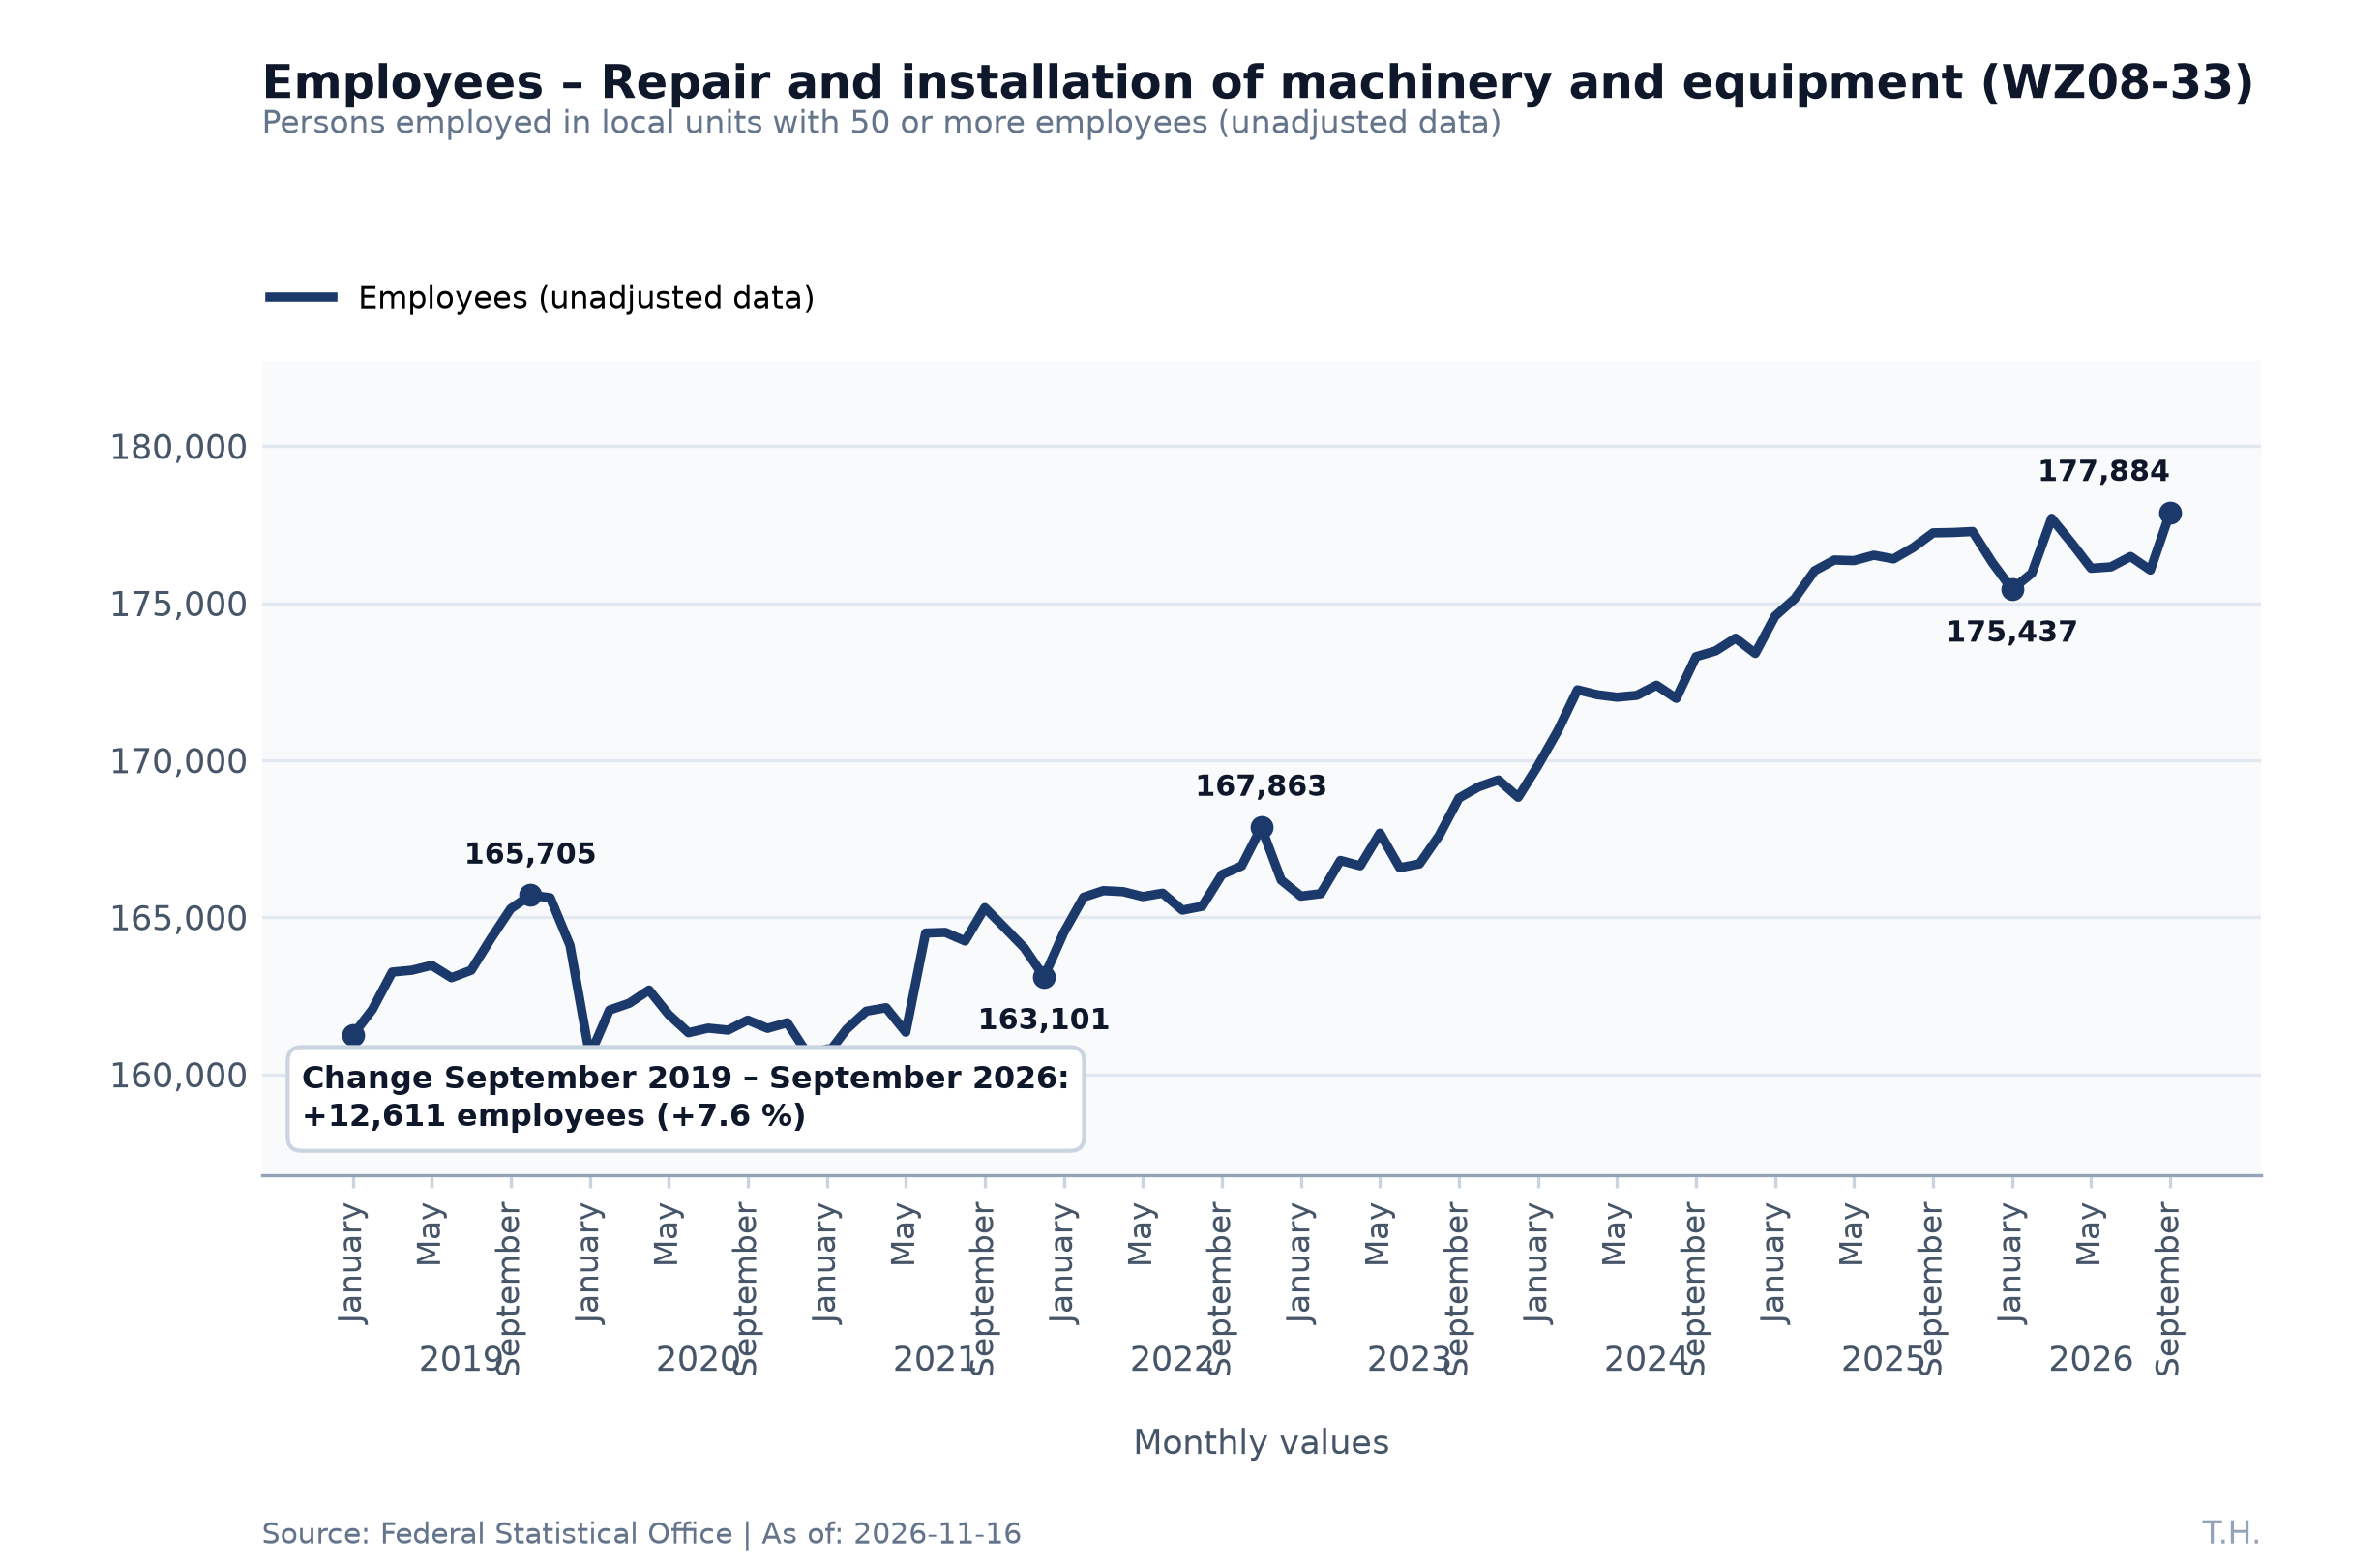 Employees – Repair and installation of machinery and equipment (WZ08-33)
Persons employed in local units with 50 or more employees (unadjusted data)
Employees (unadjusted data)
180,000
175,000
170,000
165,000
160,000
177,884
175,437
167,863
165,705
163,101
Change September 2019 – September 2026:
+12,611 employees (+7.6 %)
January
May
September
January
May
September
January
May
September
January
May
September
January
May
September
January
May
September
January
May
September
January
May
September
2019
2020
2021
2022
2023
2024
2025
2026
Monthly values
Source: Federal Statistical Office | As of: 2026-11-16
T.H.